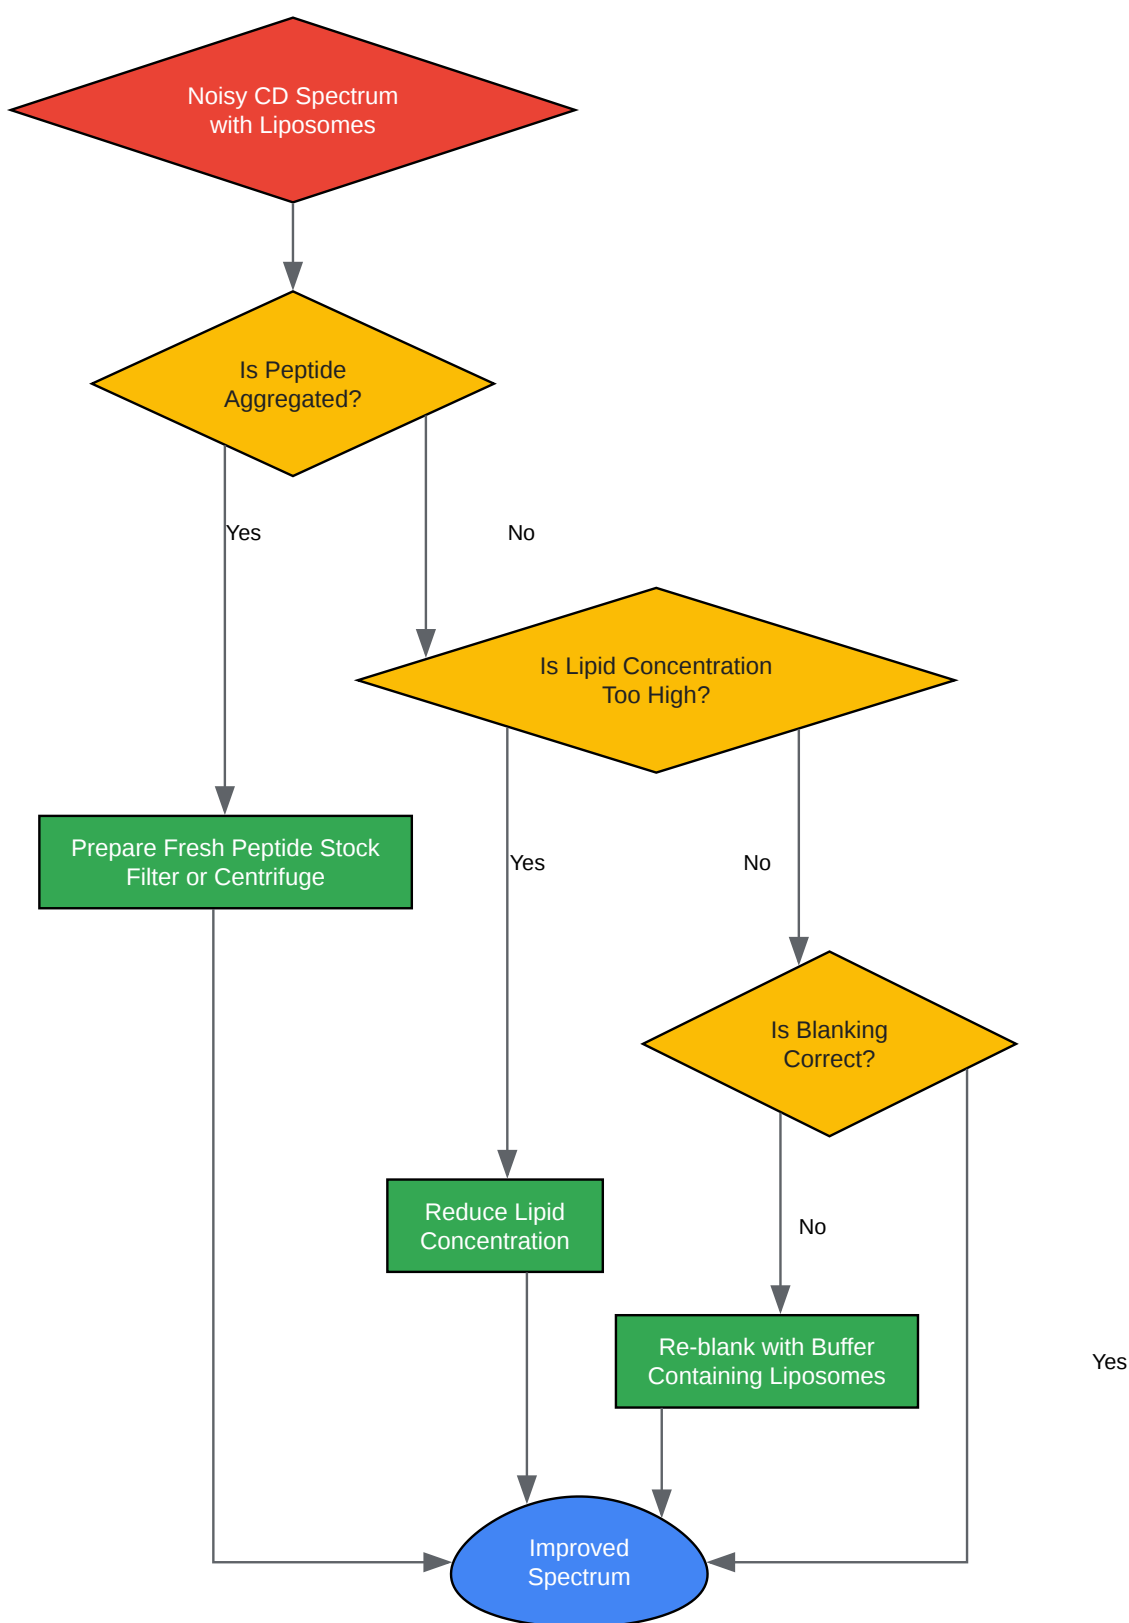 Noisy CD Spectrum
with Liposomes
Is Peptide
Aggregated?
Yes
No
Is Lipid Concentration
Too High?
Prepare Fresh Peptide Stock
Filter or Centrifuge
Yes
No
Is Blanking
Correct?
Reduce Lipid
Concentration
No
Re-blank with Buffer
Containing Liposomes
Yes
Improved
Spectrum